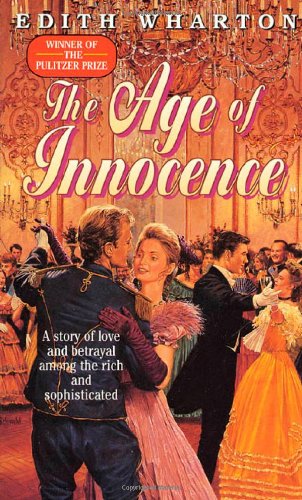 EDITH WHARTON
WINNER OF
THE
PULITZER PRIZE
The Age of
Innocence
A story of love
and betrayal
among the rich
and
sophisticated